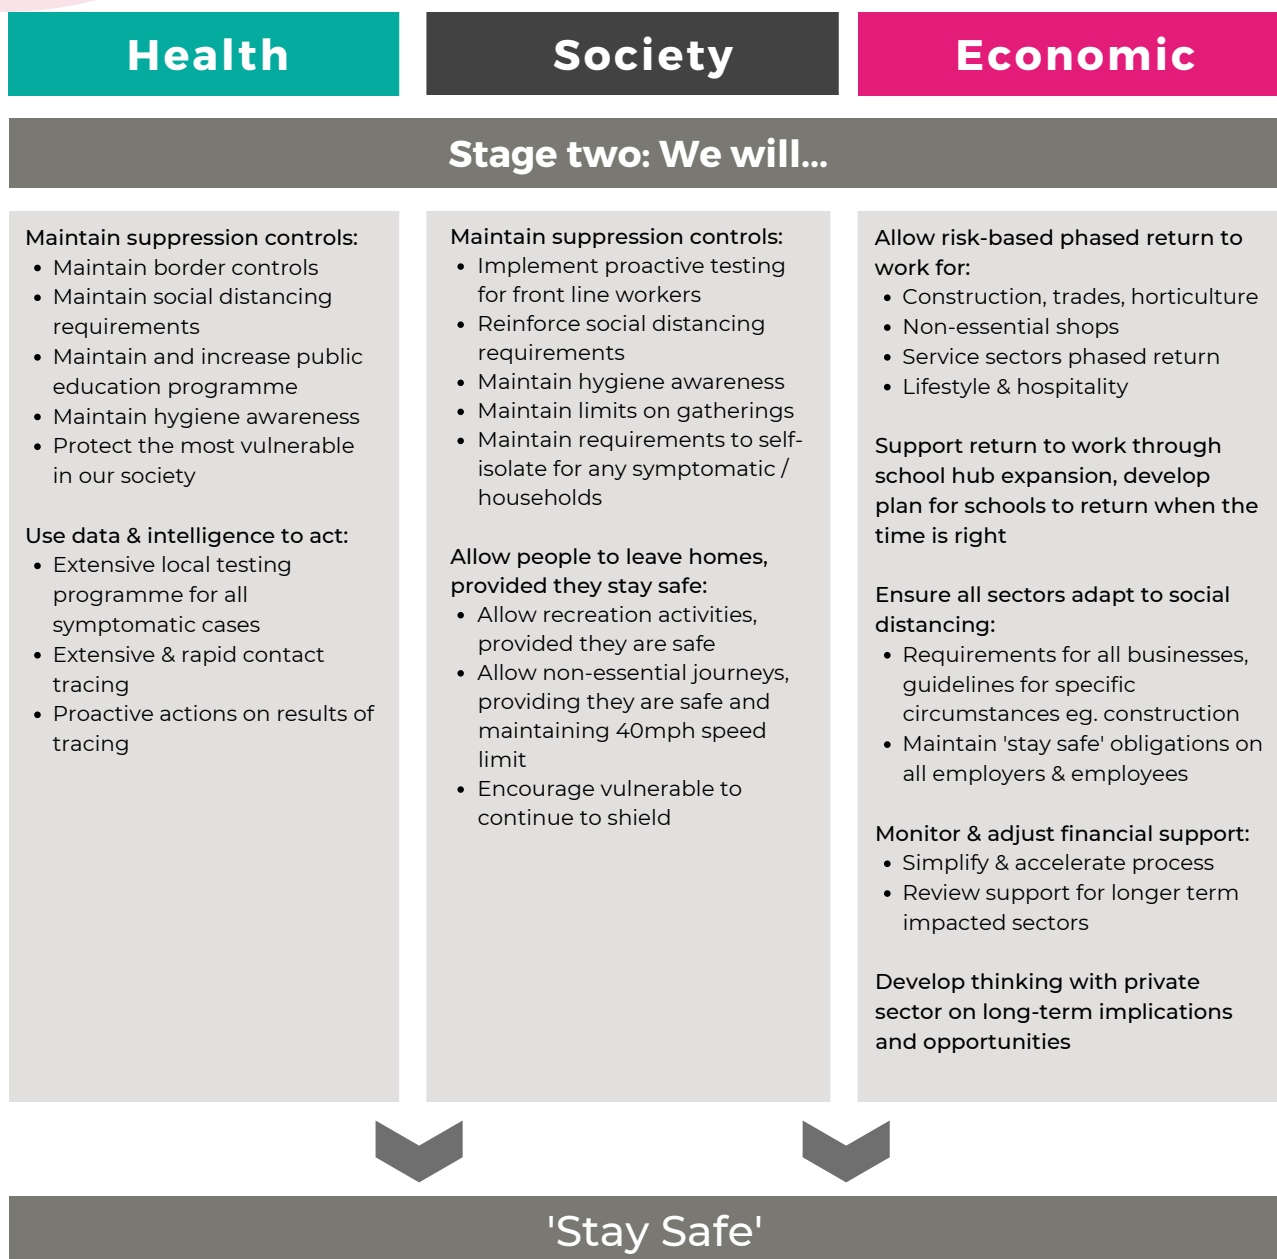 Health
Society
Economic
Stage two: We will...
Maintain suppression controls:
• Maintain border controls
• Maintain social distancing
requirements
• Maintain and increase public
education programme
• Maintain hygiene awareness
• Protect the most vulnerable
in our society
Use data & intelligence to act:
• Extensive local testing
programme for all
symptomatic cases
• Extensive & rapid contact
tracing
• Proactive actions on results of
tracing
Maintain suppression controls:
• Implement proactive testing
for front line workers
• Reinforce social distancing
requirements
• Maintain hygiene awareness
• Maintain limits on gatherings
• Maintain requirements to self-
isolate for any symptomatic /
households
Allow people to leave homes,
provided they stay safe:
• Allow recreation activities,
provided they are safe
• Allow non-essential journeys,
providing they are safe and
maintaining 40mph speed
limit
• Encourage vulnerable to
continue to shield
Allow risk-based phased return to
work for:
• Construction, trades, horticulture
• Non-essential shops
• Service sectors phased return
• Lifestyle & hospitality
Support return to work through
school hub expansion, develop
plan for schools to return when the
time is right
Ensure all sectors adapt to social
distancing:
• Requirements for all businesses,
guidelines for specific
circumstances eg. construction
• Maintain 'stay safe' obligations on
all employers & employees
Monitor & adjust financial support:
• Simplify & accelerate process
• Review support for longer term
impacted sectors
Develop thinking with private
sector on long-term implications
and opportunities
'Stay Safe'